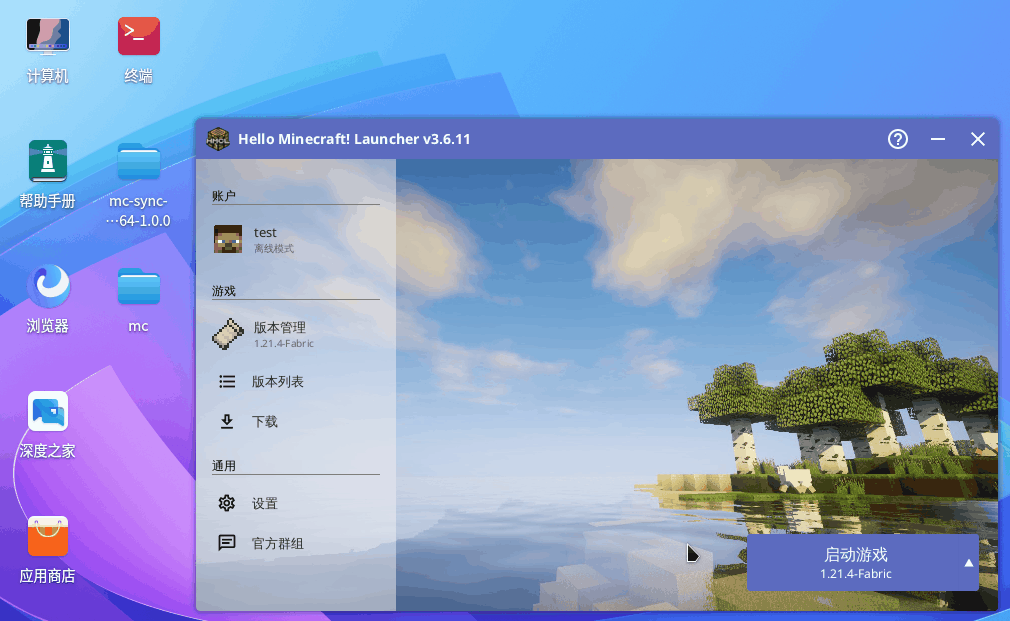 计算机
终端
帮助手册
mc-sync-
…64-1.0.0
浏览器
mc
深度之家
应用商店
HMCL
Hello Minecraft! Launcher v3.6.11
账户
test
离线模式
游戏
版本管理
1.21.4-Fabric
版本列表
下载
通用
设置
官方群组
启动游戏
1.21.4-Fabric